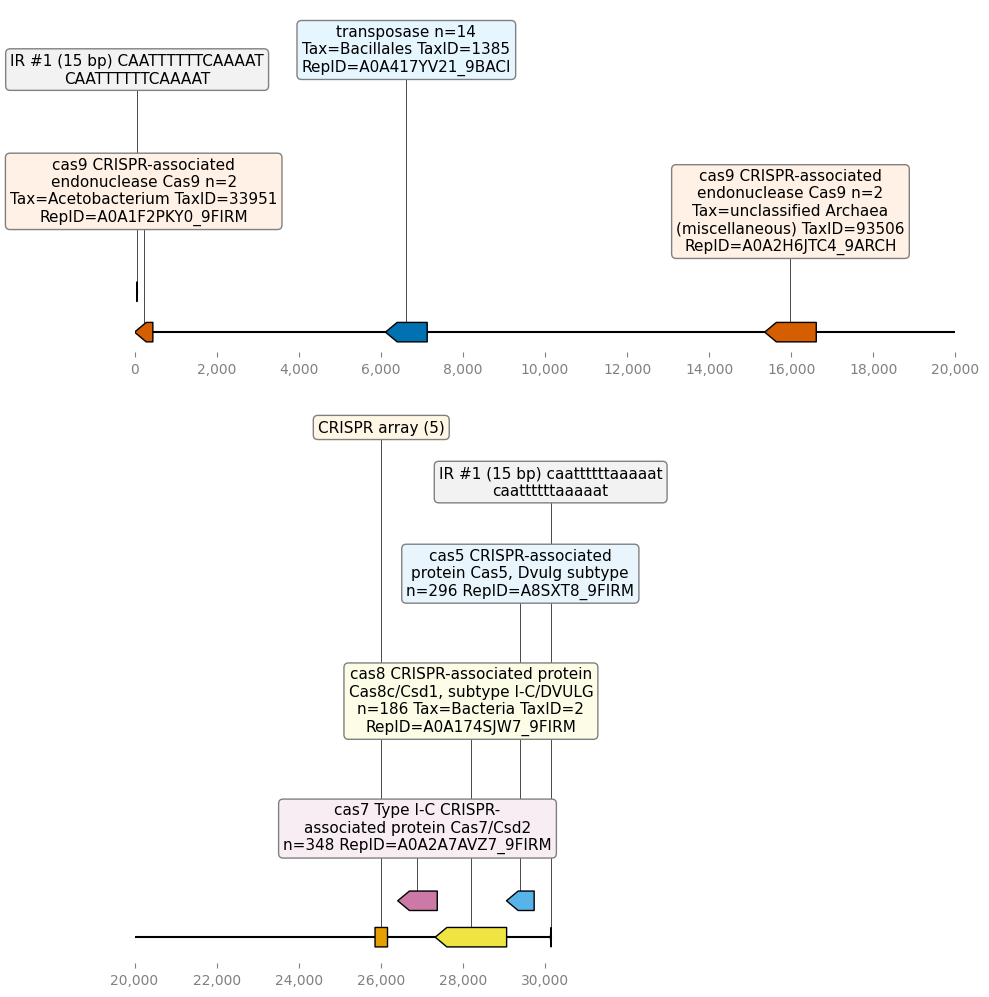 transposase n=14
Tax=Bacillales TaxID=1385
RepID=A0A417YV21_9BACI
IR #1 (15 bp) CAATTTTTTCAAAAT
CAATTTTTTCAAAAT
cas9 CRISPR-associated
endonuclease Cas9 n=2
Tax=Acetobacterium TaxID=33951
RepID=A0A1F2PKY0_9FIRM
cas9 CRISPR-associated
endonuclease Cas9 n=2
Tax=unclassified Archaea
(miscellaneous) TaxID=93506
RepID=A0A2H6JTC4_9ARCH
0 2,000 4,000 6,000 8,000 10,000 12,000 14,000 16,000 18,000 20,000
CRISPR array (5)
IR #1 (15 bp) caattttttaaaaat
caattttttaaaaat
cas5 CRISPR-associated
protein Cas5, Dvulg subtype
n=296 RepID=A8SXT8_9FIRM
cas8 CRISPR-associated protein
Cas8c/Csd1, subtype I-C/DVULG
n=186 Tax=Bacteria TaxID=2
RepID=A0A174SJW7_9FIRM
cas7 Type I-C CRISPR-
associated protein Cas7/Csd2
n=348 RepID=A0A2A7AVZ7_9FIRM
20,000 22,000 24,000 26,000 28,000 30,000